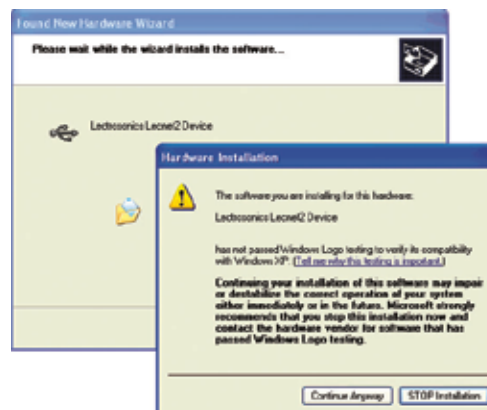 Found New Hardware Wizard
Please wait while the wizard installs the software...
Lectrosonics Lecnet2 Device
Hardware Installation
The software you are installing for this hardware:
Lectrosonics Lecnet2 Device
has not passed Windows Logo testing to verify its compatibility
with Windows XP. (Tell me why this testing is important.)
Continuing your installation of this software may impair
or destabilize the correct operation of your system
either immediately or in the future. Microsoft strongly
recommends that you stop this installation now and
contact the hardware vendor for software that has
passed Windows Logo testing.
Continue Anyway STOP Installation